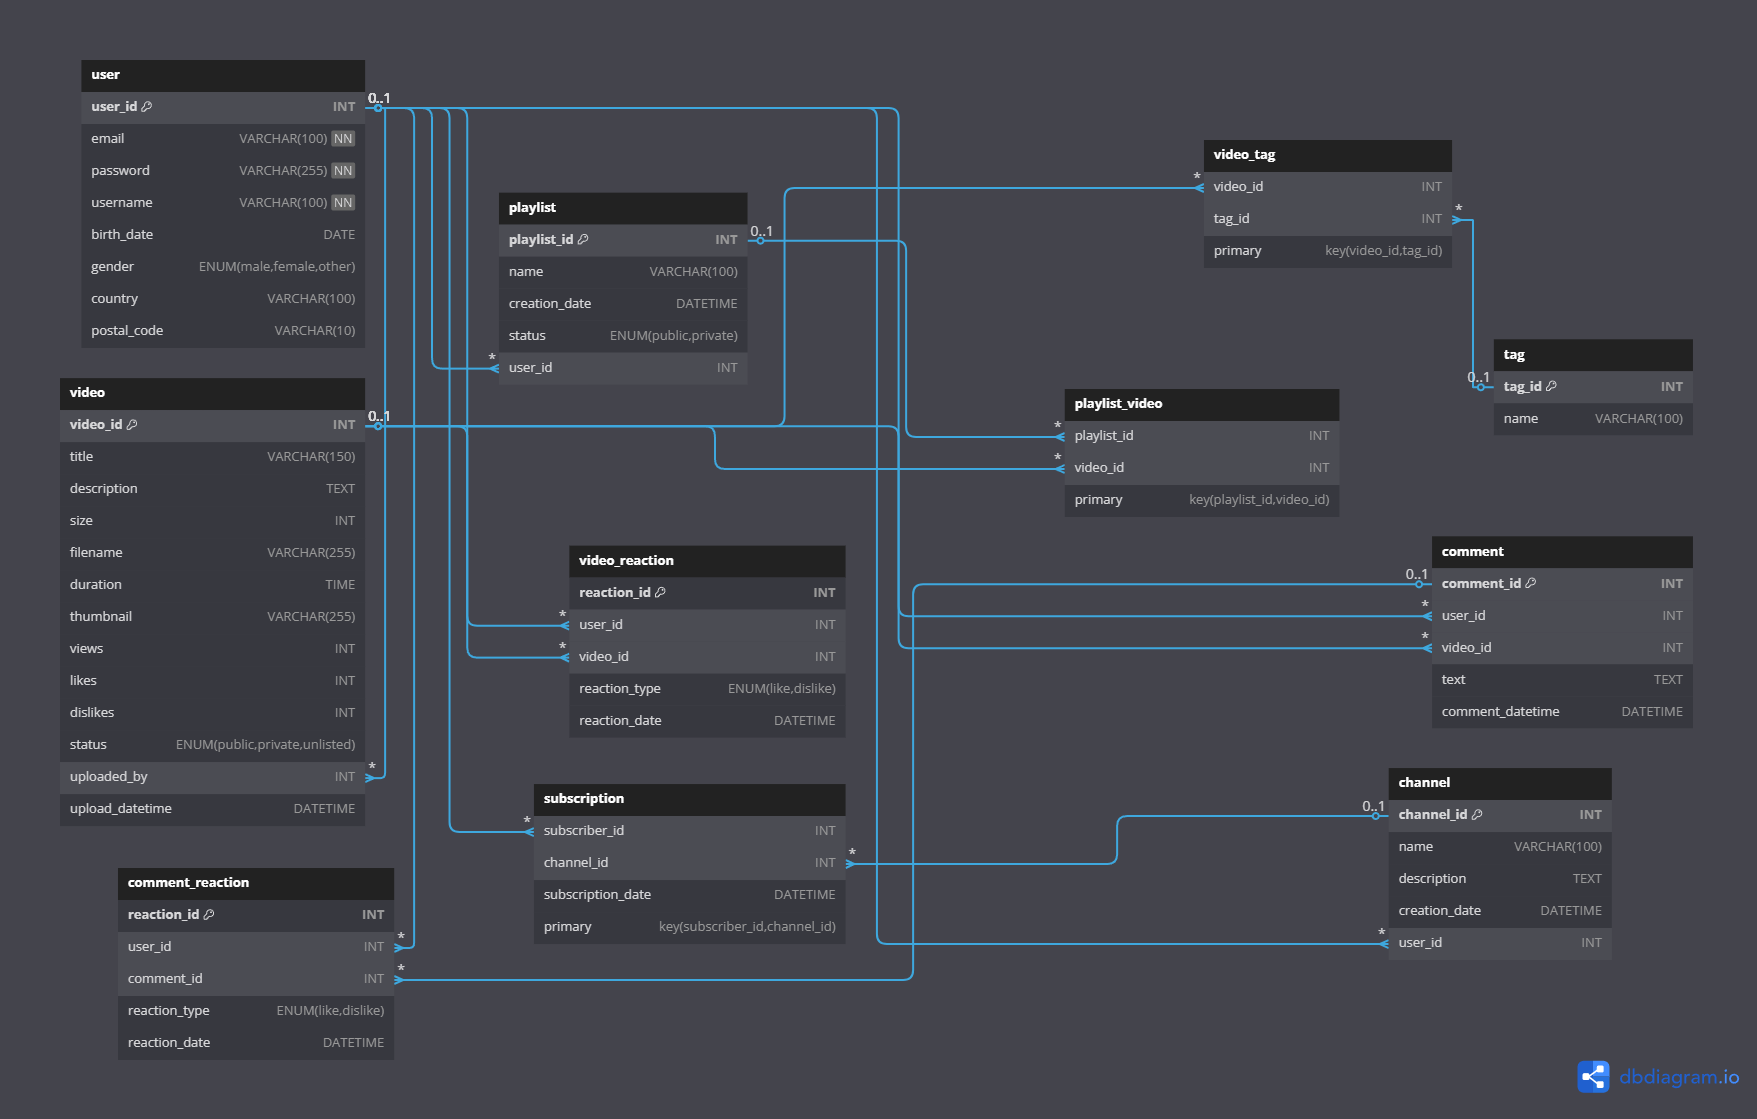 user
user_id INT
email VARCHAR(100) NN
password VARCHAR(255) NN
username VARCHAR(100) NN
birth_date DATE
gender ENUM(male,female,other)
country VARCHAR(100)
postal_code VARCHAR(10)
0..1
video
video_id INT
title VARCHAR(150)
description TEXT
size INT
filename VARCHAR(255)
duration TIME
thumbnail VARCHAR(255)
views INT
likes INT
dislikes INT
status ENUM(public,private,unlisted)
uploaded_by INT *
upload_datetime DATETIME
0..1
comment_reaction
reaction_id INT
user_id INT *
comment_id INT *
reaction_type ENUM(like,dislike)
reaction_date DATETIME
playlist
playlist_id INT 0..1
name VARCHAR(100)
creation_date DATETIME
status ENUM(public,private)
* user_id INT
video_reaction
reaction_id INT
* user_id INT
* video_id INT
reaction_type ENUM(like,dislike)
reaction_date DATETIME
subscription
* subscriber_id INT
channel_id INT *
subscription_date DATETIME
primary key(subscriber_id,channel_id)
video_tag
* video_id INT
tag_id INT *
primary key(video_id,tag_id)
tag
0..1 tag_id INT
name VARCHAR(100)
playlist_video
* playlist_id INT
* video_id INT
primary key(playlist_id,video_id)
comment
0..1 comment_id INT
* user_id INT
* video_id INT
text TEXT
comment_datetime DATETIME
channel
0..1 channel_id INT
name VARCHAR(100)
description TEXT
creation_date DATETIME
* user_id INT
dbdiagram.io